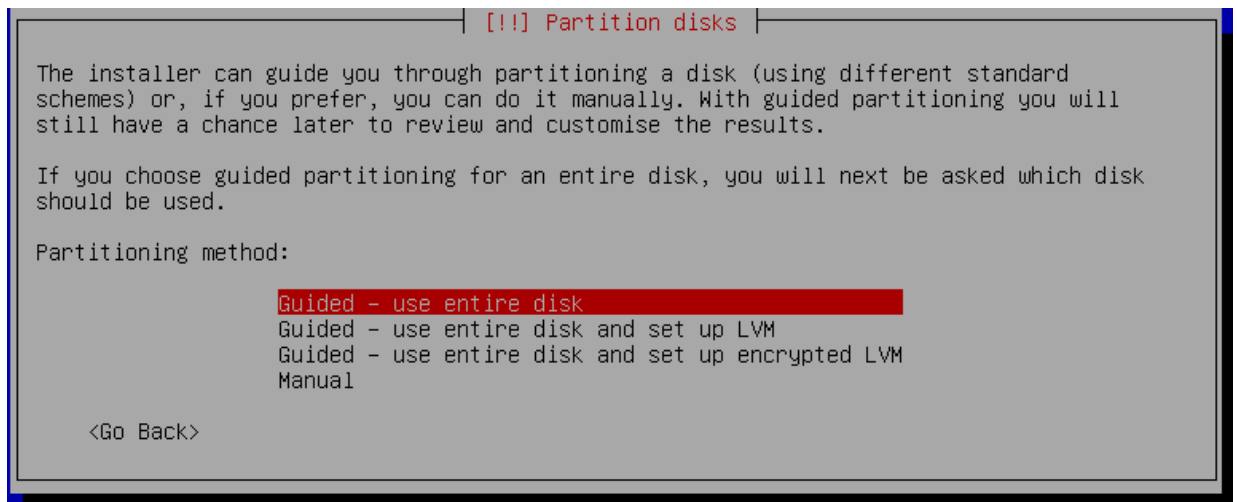 [!!] Partition disks
The installer can guide you through partitioning a disk (using different standard
schemes) or, if you prefer, you can do it manually. With guided partitioning you will
still have a chance later to review and customise the results.
If you choose guided partitioning for an entire disk, you will next be asked which disk
should be used.
Partitioning method:
Guided – use entire disk
Guided – use entire disk and set up LVM
Guided – use entire disk and set up encrypted LVM
Manual
<Go Back>